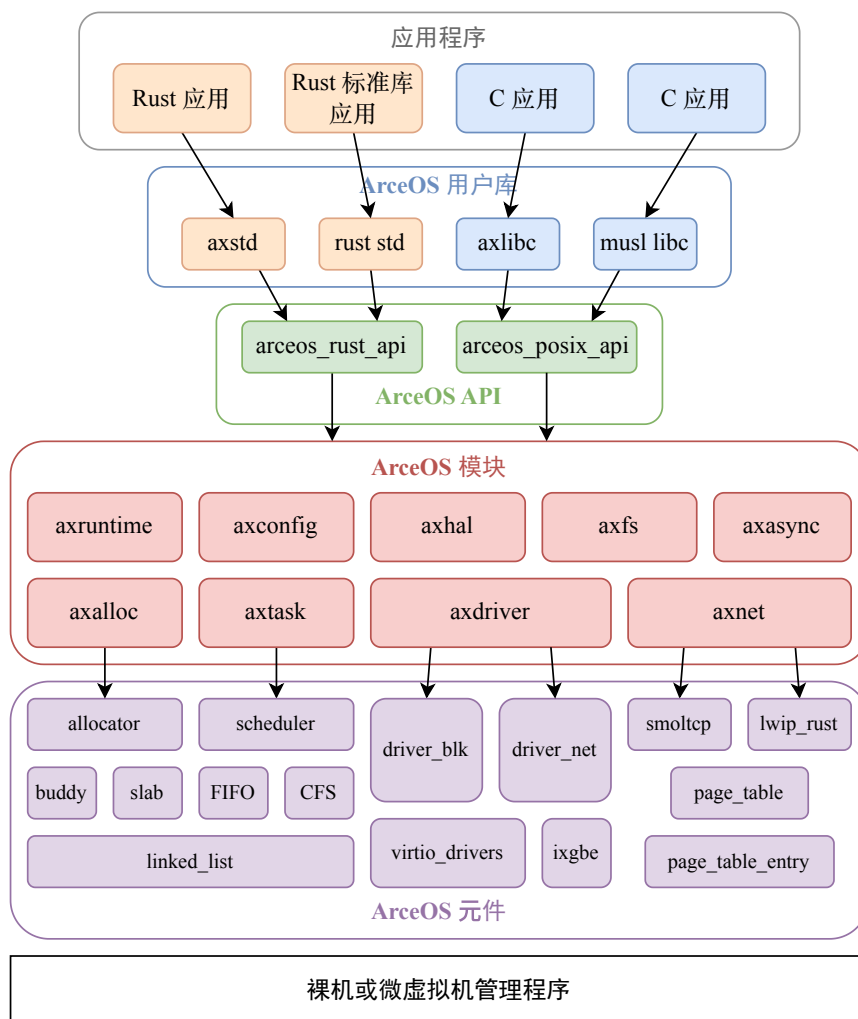 应用程序
Rust 应用
Rust 标准库
应用
C 应用
C 应用
ArceOS 用户库
axstd
rust std
axlibc
musl libc
arceos_rust_api
arceos_posix_api
ArceOS API
ArceOS 模块
axruntime
axconfig
axhal
axfs
axasync
axalloc
axtask
axdriver
axnet
allocator
scheduler
driver_blk
driver_net
smoltcp
lwip_rust
buddy
slab
FIFO
CFS
page_table
linked_list
virtio_drivers
ixgbe
page_table_entry
ArceOS 元件
裸机或微虚拟机管理程序